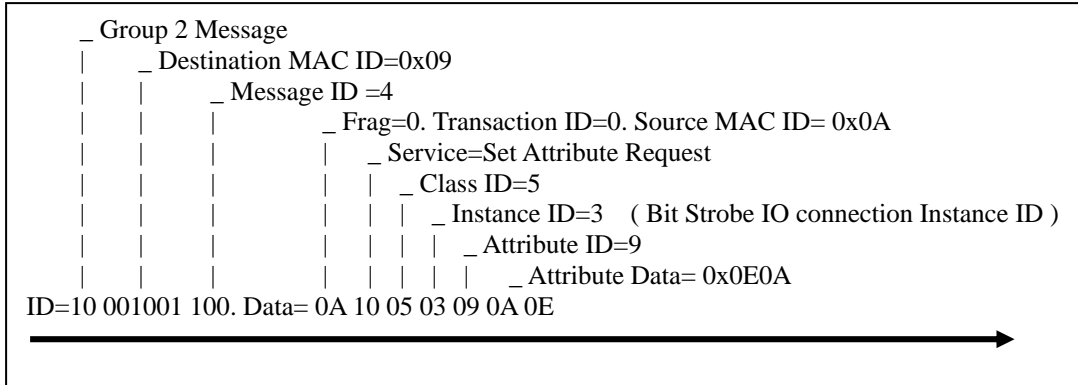 _ Group 2 Message
_ Destination MAC ID=0x09
_ Message ID =4
_ Frag=0. Transaction ID=0. Source MAC ID= 0x0A
_ Service=Set Attribute Request
_ Class ID=5
_ Instance ID=3 ( Bit Strobe IO connection Instance ID )
_ Attribute ID=9
_ Attribute Data= 0x0E0A
ID=10 001001 100. Data= 0A 10 05 03 09 0A 0E